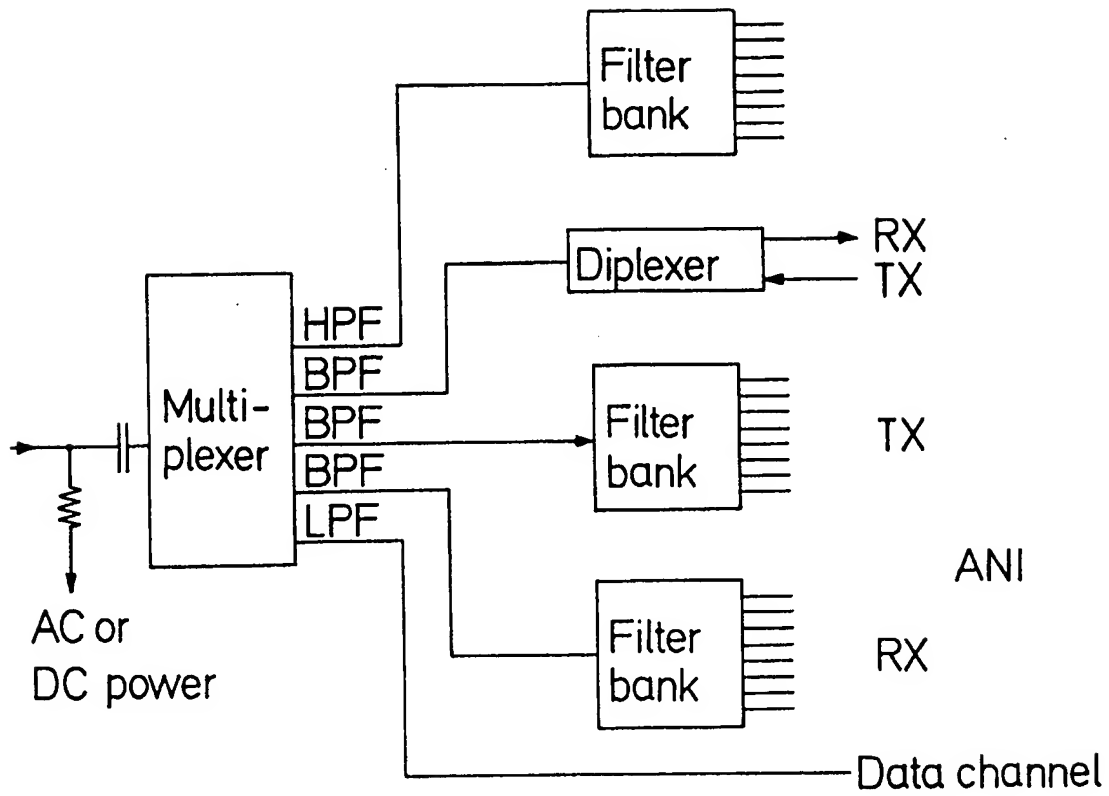 Filter
bank
RX
Diplexer
TX
HPF
BPF
Multi-
plexer
BPF
BPF
LPF
Filter
bank
TX
ANI
AC or
DC power
Filter
bank
RX
Data channel